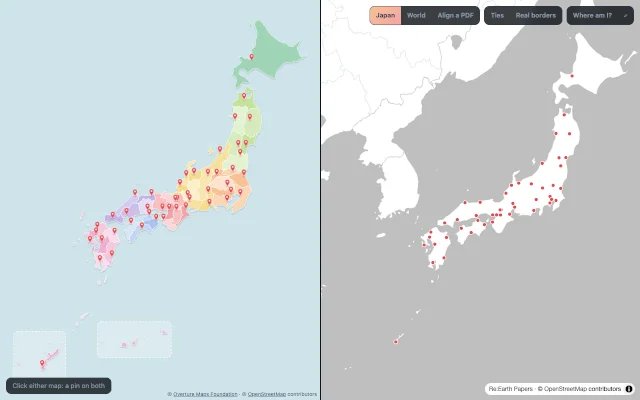 Japan World Align a PDF Ties Real borders Where am I?
Click either map: a pin on both
© Overture Maps Foundation · © OpenStreetMap contributors
Re:Earth Papers · © OpenStreetMap contributors